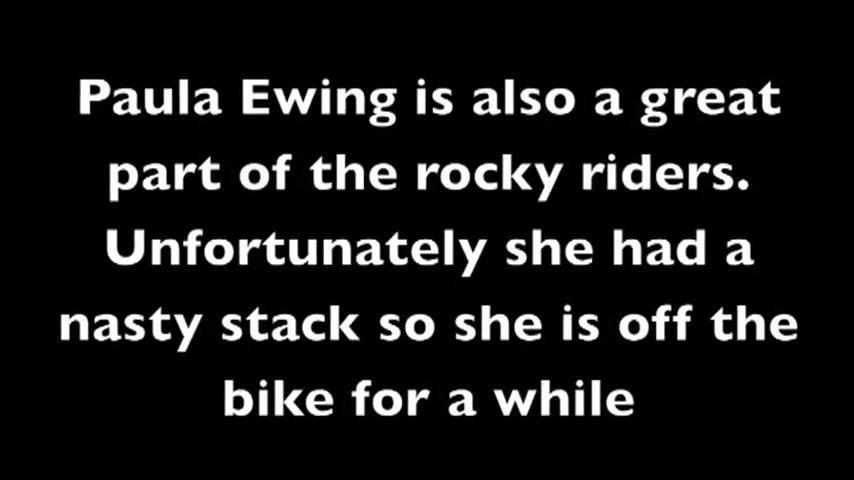 Paula Ewing is also a great
part of the rocky riders.
Unfortunately she had a
nasty stack so she is off the
bike for a while